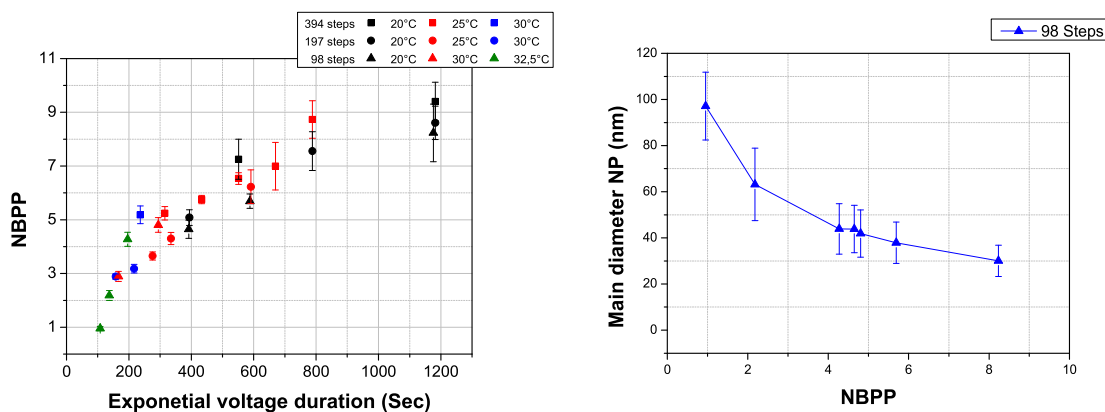 394 steps 20°C 25°C 30°C
197 steps 20°C 25°C 30°C
98 steps 20°C 30°C 32,5°C
11
9
7
5
3
1
NBPP
0 200 400 600 800 1000 1200
Exponetial voltage duration (Sec)
98 Steps
120
100
80
60
40
20
0
Main diameter NP (nm)
0 2 4 6 8 10
NBPP